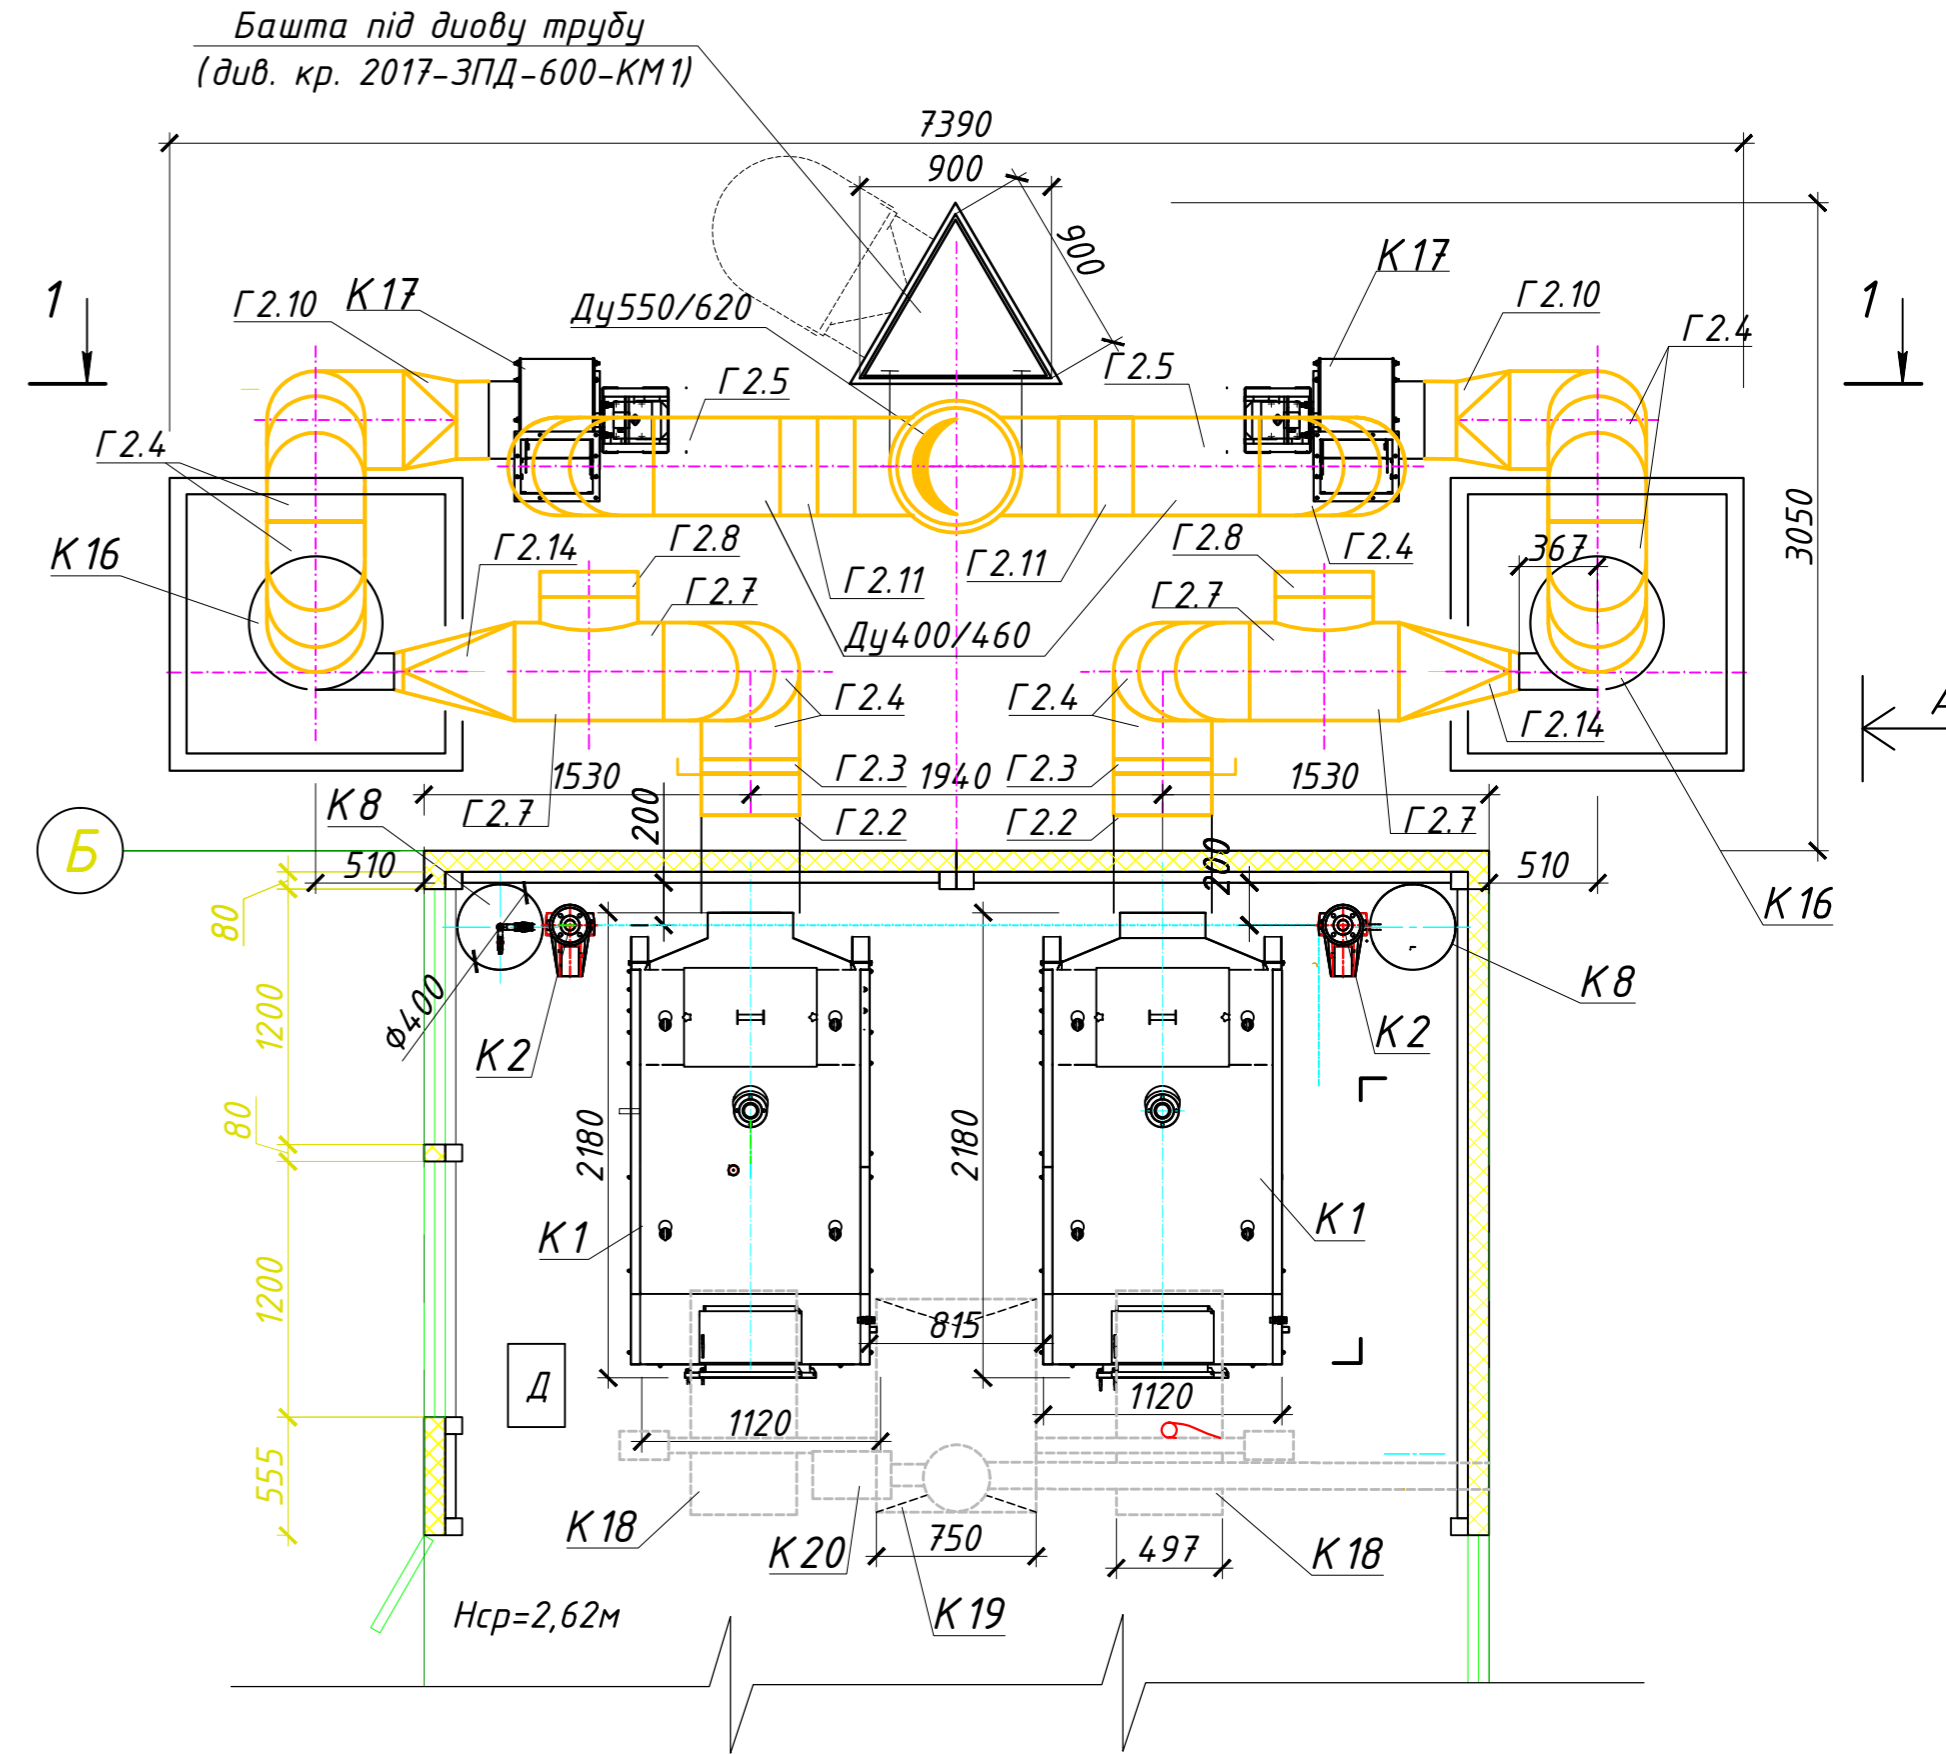 Башта під диову трубу
(див. кр. 2017-ЗПД-600-КМ1)
7390
900
900
К17
К17
Г2.10
Г2.10
1
1
Ду550/620
Г2.4
Г2.5
Г2.5
Г2.4
3050
К16
Г2.14
Г2.8
Г2.8
Г2.4
367
Г2.11
Г2.11
Г2.7
Г2.7
Ду400/460
Г2.4
Г2.4
Г2.14
А
1530
Г2.3
1940
Г2.3
1530
К8
Г2.7
200
Г2.2
Г2.2
Г2.7
Б
510
200
510
К16
80
К8
1200
ф400
К2
К2
80
2180
2180
К1
К1
1200
815
Д
1120
1120
555
К18
К20
750
497
К18
Нср=2,62м
К19